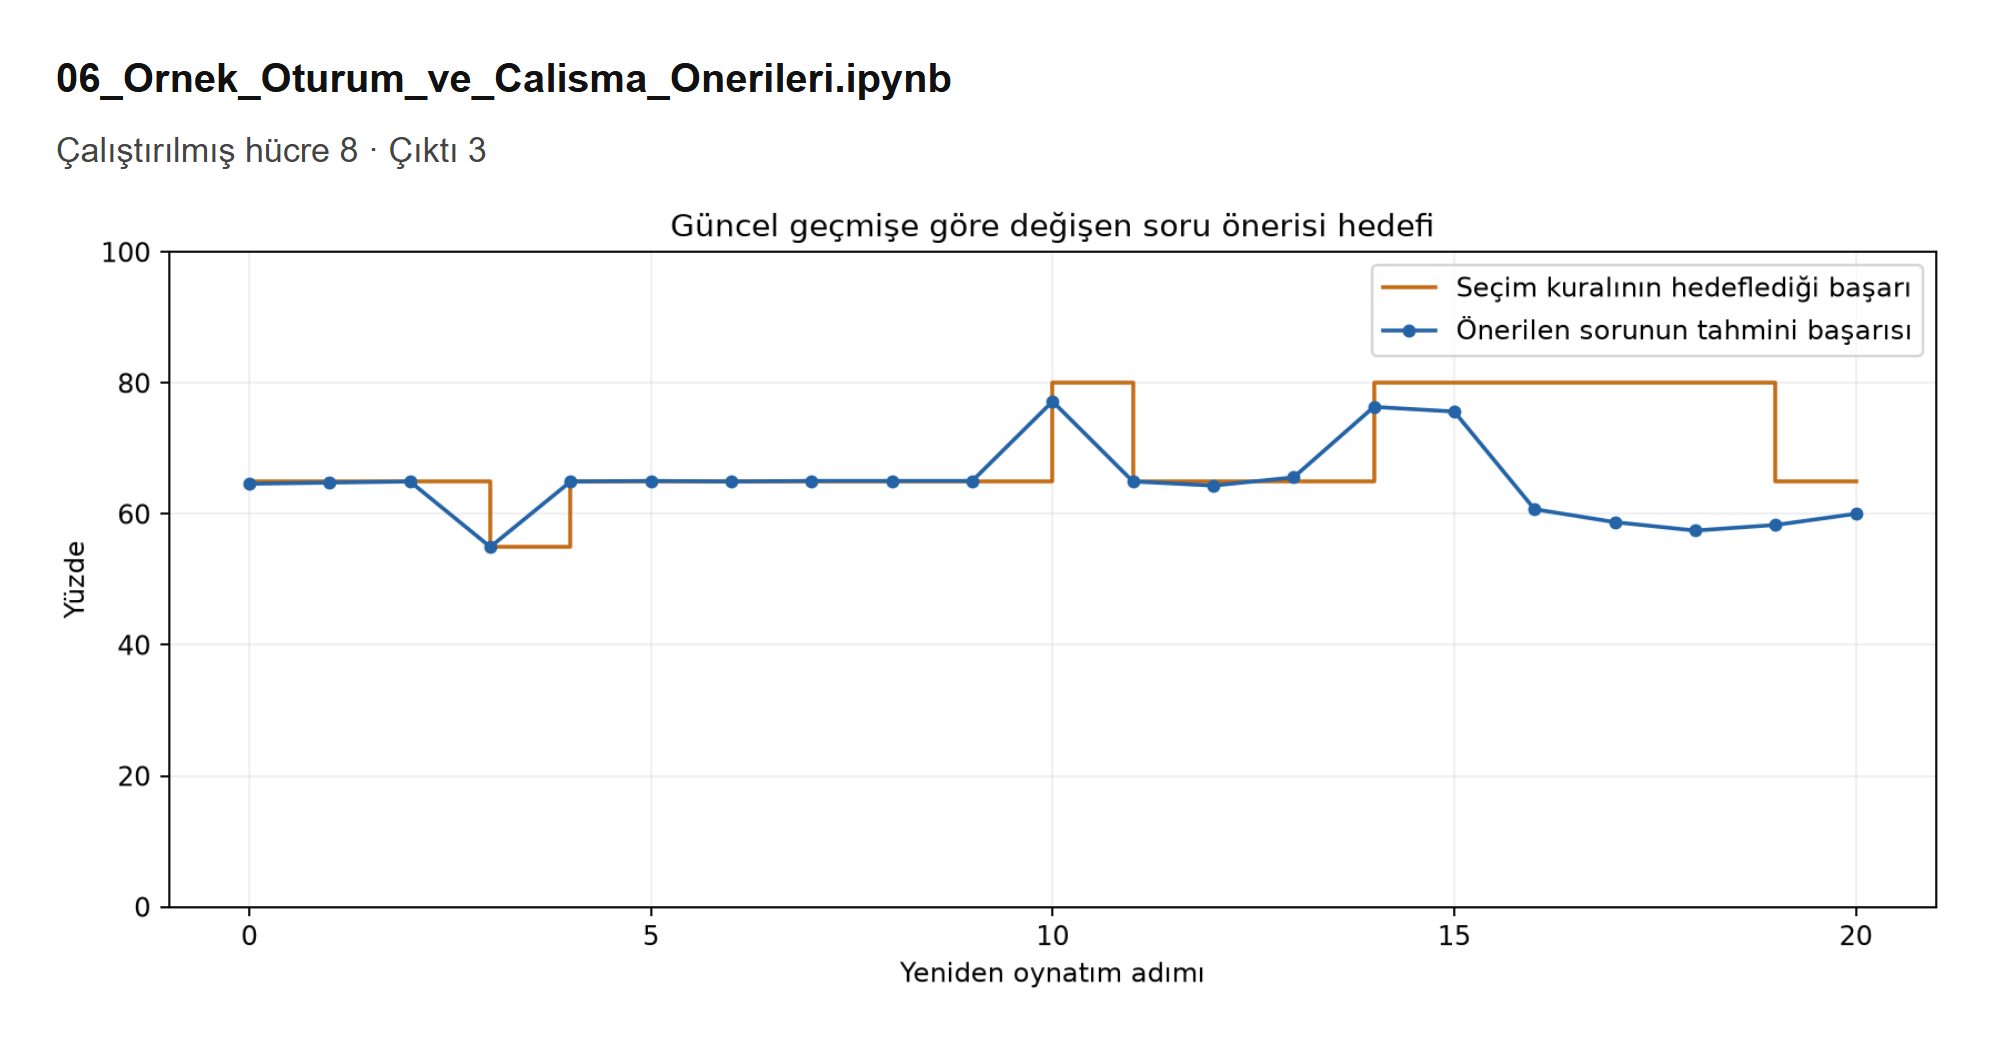 06_Ornek_Oturum_ve_Calisma_Onerileri.ipynb
Çalıştırılmış hücre 8 · Çıktı 3
Güncel geçmişe göre değişen soru önerisi hedefi
Seçim kuralının hedeflediği başarı
Önerilen sorunun tahmini başarısı
Yüzde
100
80
60
40
20
0
0 5 10 15 20
Yeniden oynatım adımı